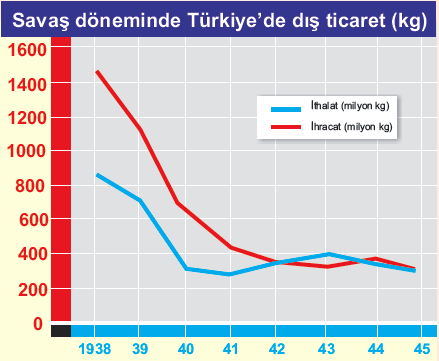 Savaş döneminde Türkiye'de dış ticaret (kg)
1600
1400
1200
1000
800
600
400
200
0
İthalat (milyon kg)
İhracat (milyon kg)
1938 39 40 41 42 43 44 45